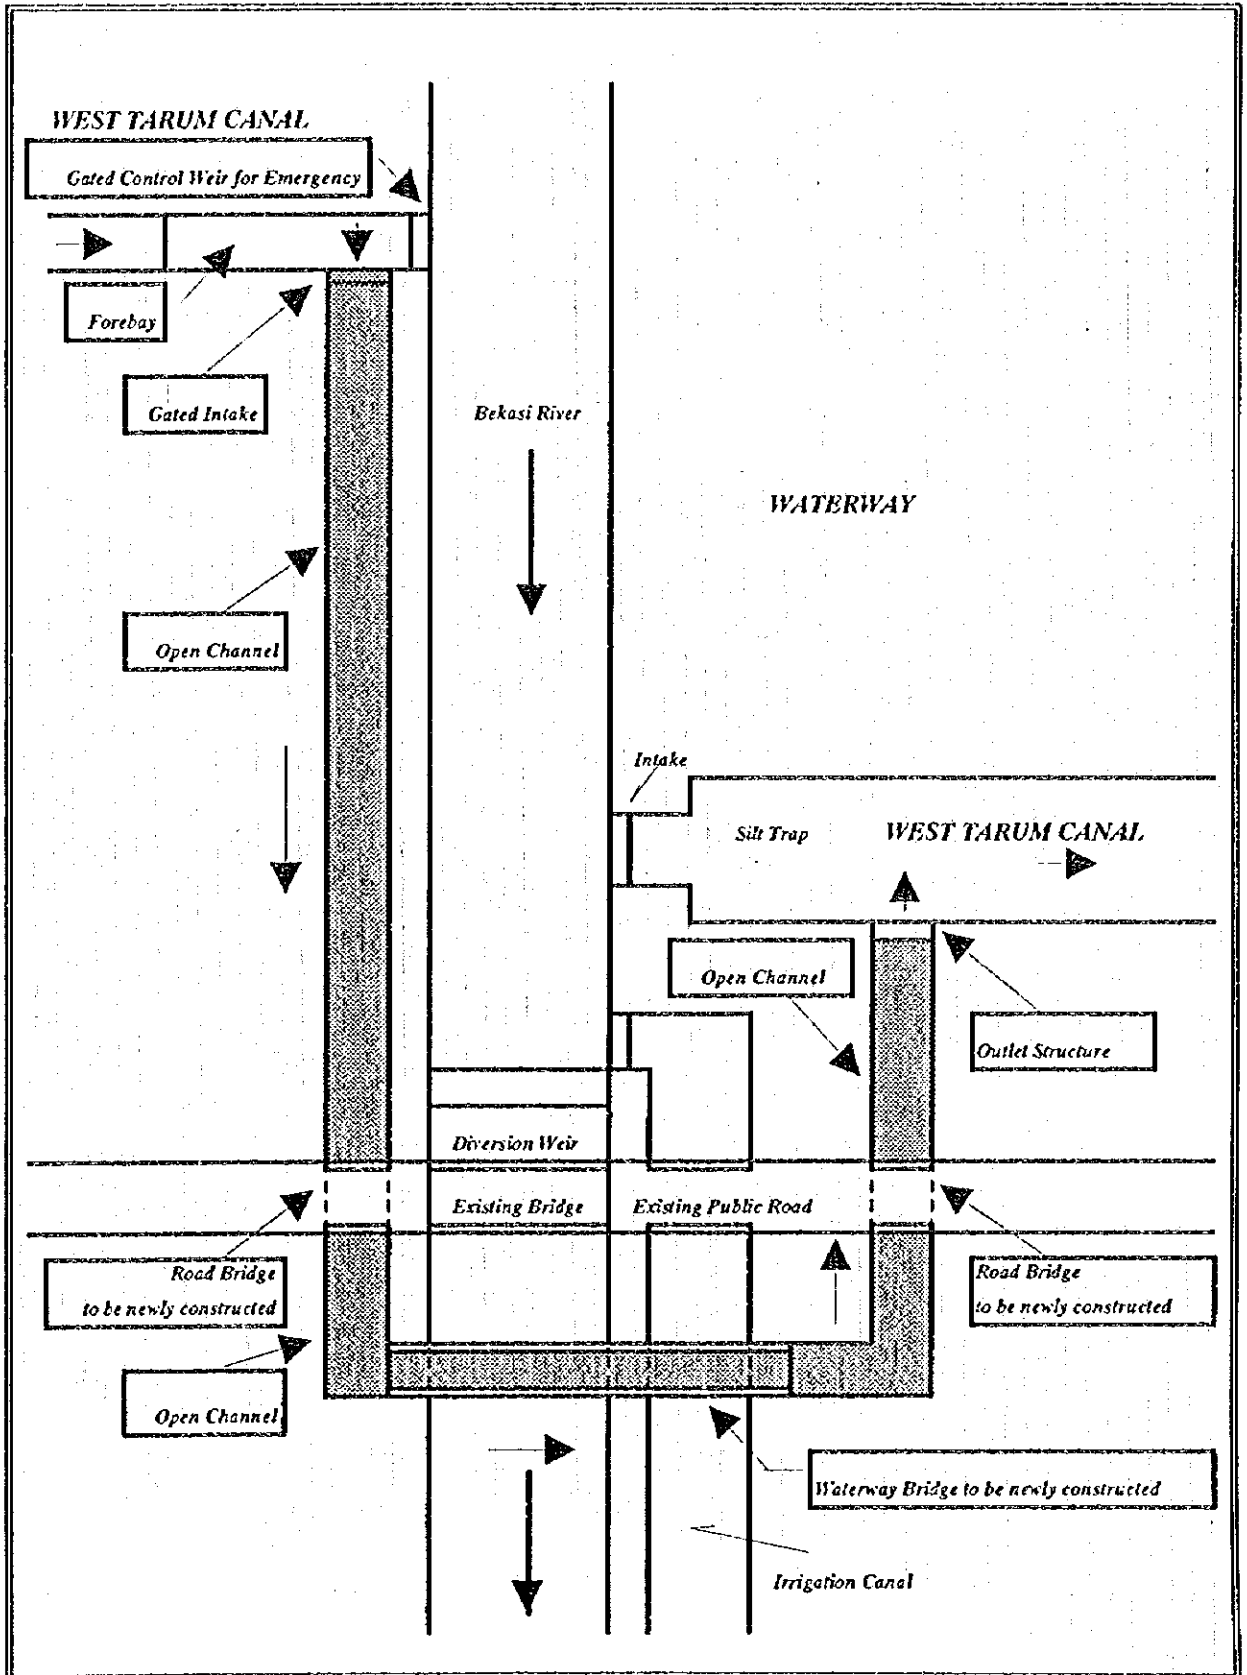 WEST TARUM CANAL
Gated Control Weir for Emergency
Forebay
Gated Intake
Bekasi River
WATERWAY
Open Channel
Intake
Silt Trap
WEST TARUM CANAL
Open Channel
Outlet Structure
Diversion Weir
Existing Bridge
Existing Public Road
Road Bridge
to be newly constructed
Road Bridge
to be newly constructed
Open Channel
Waterway Bridge to be newly constructed
Irrigation Canal